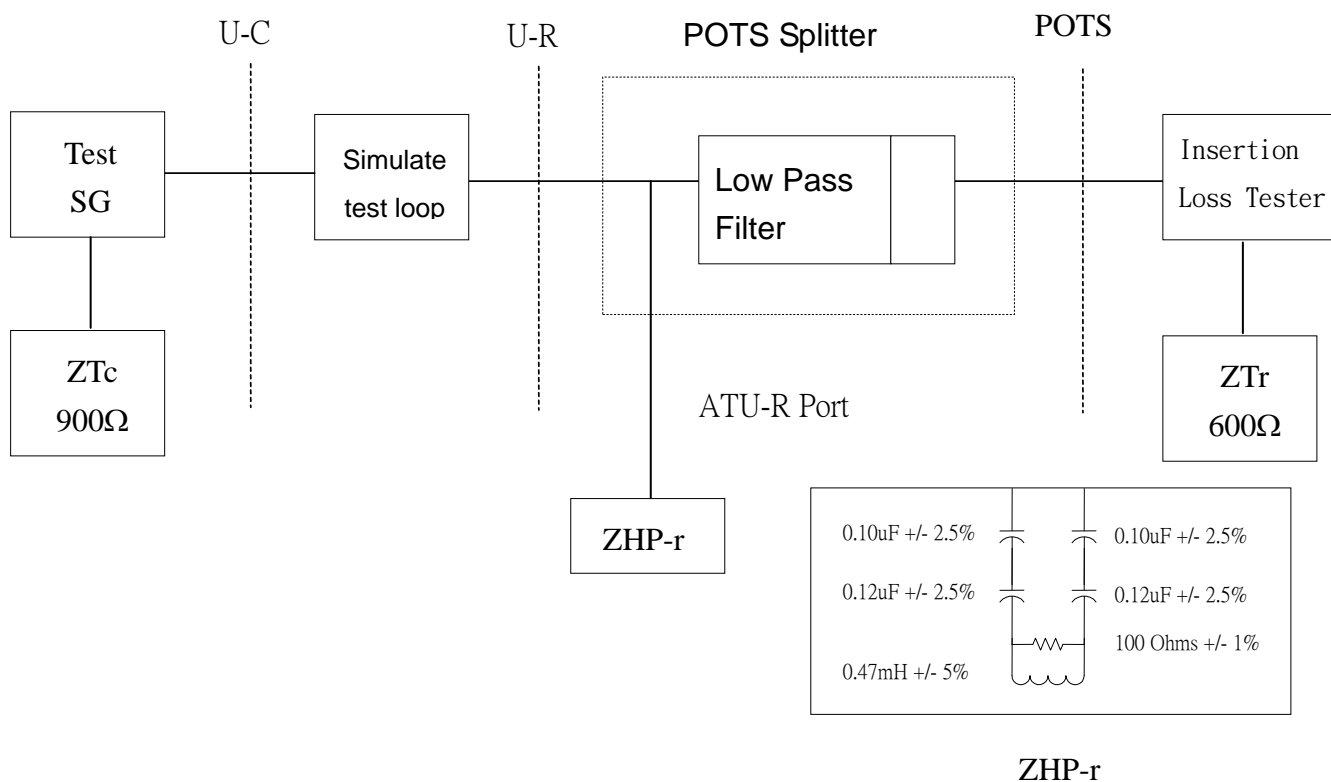 U-C
U-R
POTS Splitter
POTS
Test
SG
Simulate
test loop
Low Pass
Filter
Insertion
Loss Tester
ZTc
900Ω
ATU-R Port
ZTr
600Ω
ZHP-r
0.10uF +/- 2.5%
0.10uF +/- 2.5%
0.12uF +/- 2.5%
0.12uF +/- 2.5%
100 Ohms +/- 1%
0.47mH +/- 5%
ZHP-r